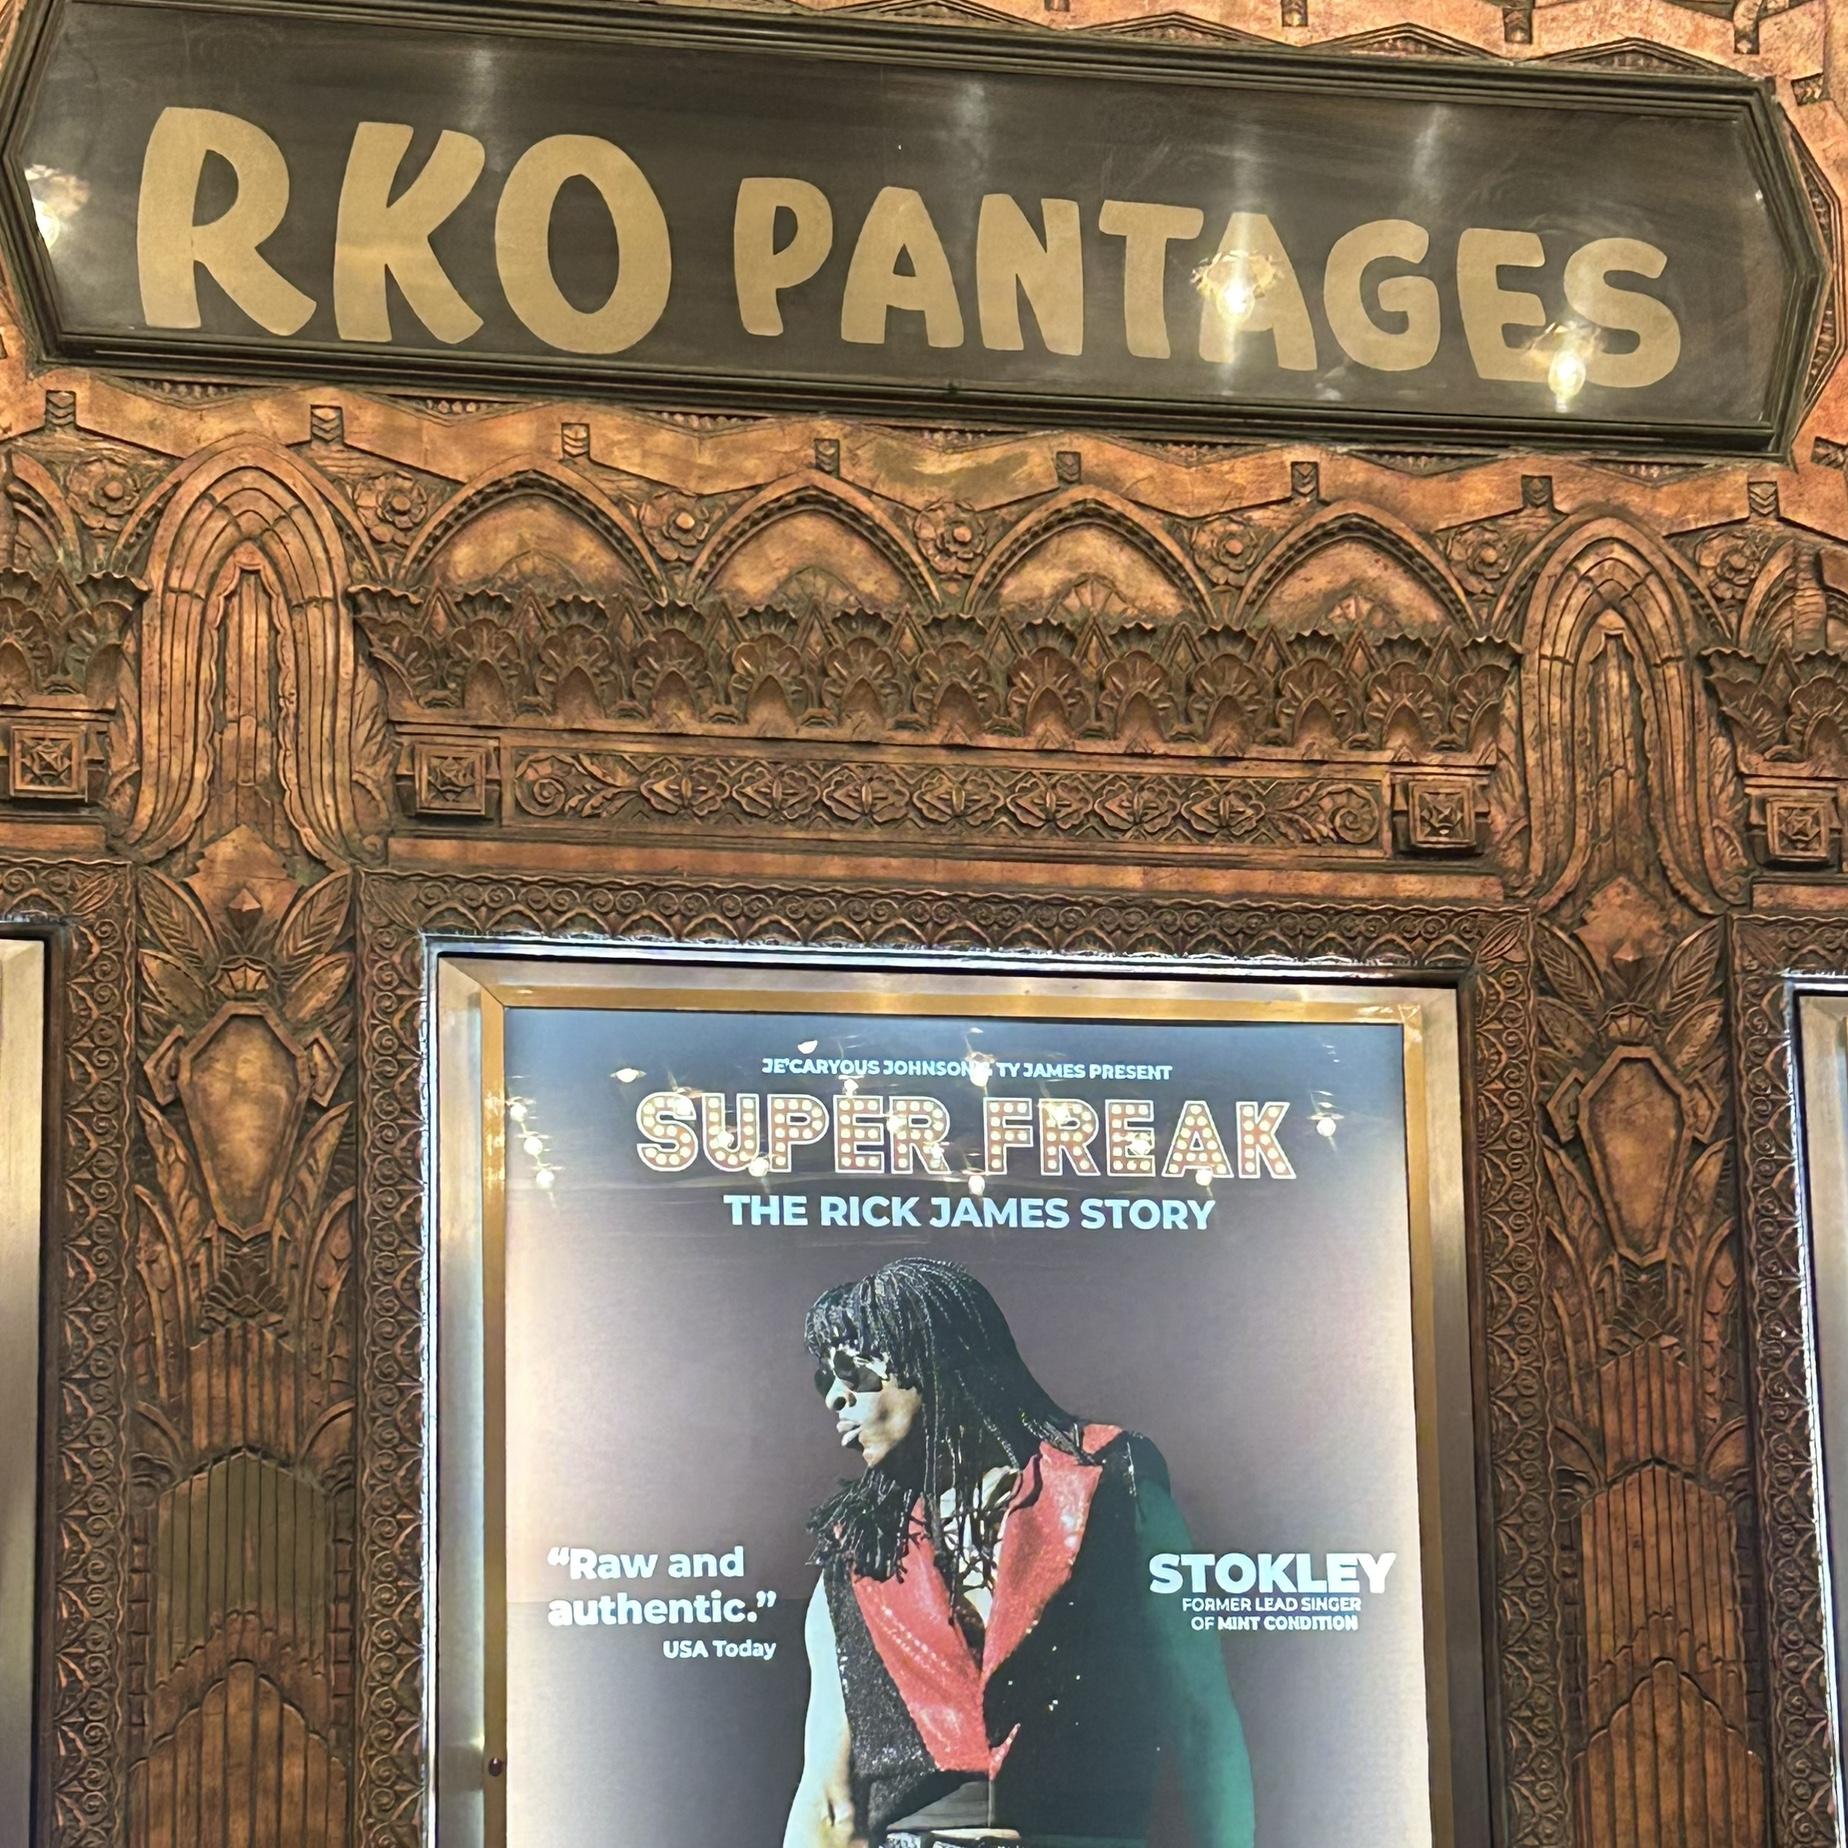 RKO PANTAGES
JE'CARYOUS JOHNSON & TY JAMES PRESENT
SUPER FREAK
THE RICK JAMES STORY
“Raw and
authentic.”
USA Today
STOKLEY
FORMER LEAD SINGER
OF MINT CONDITION